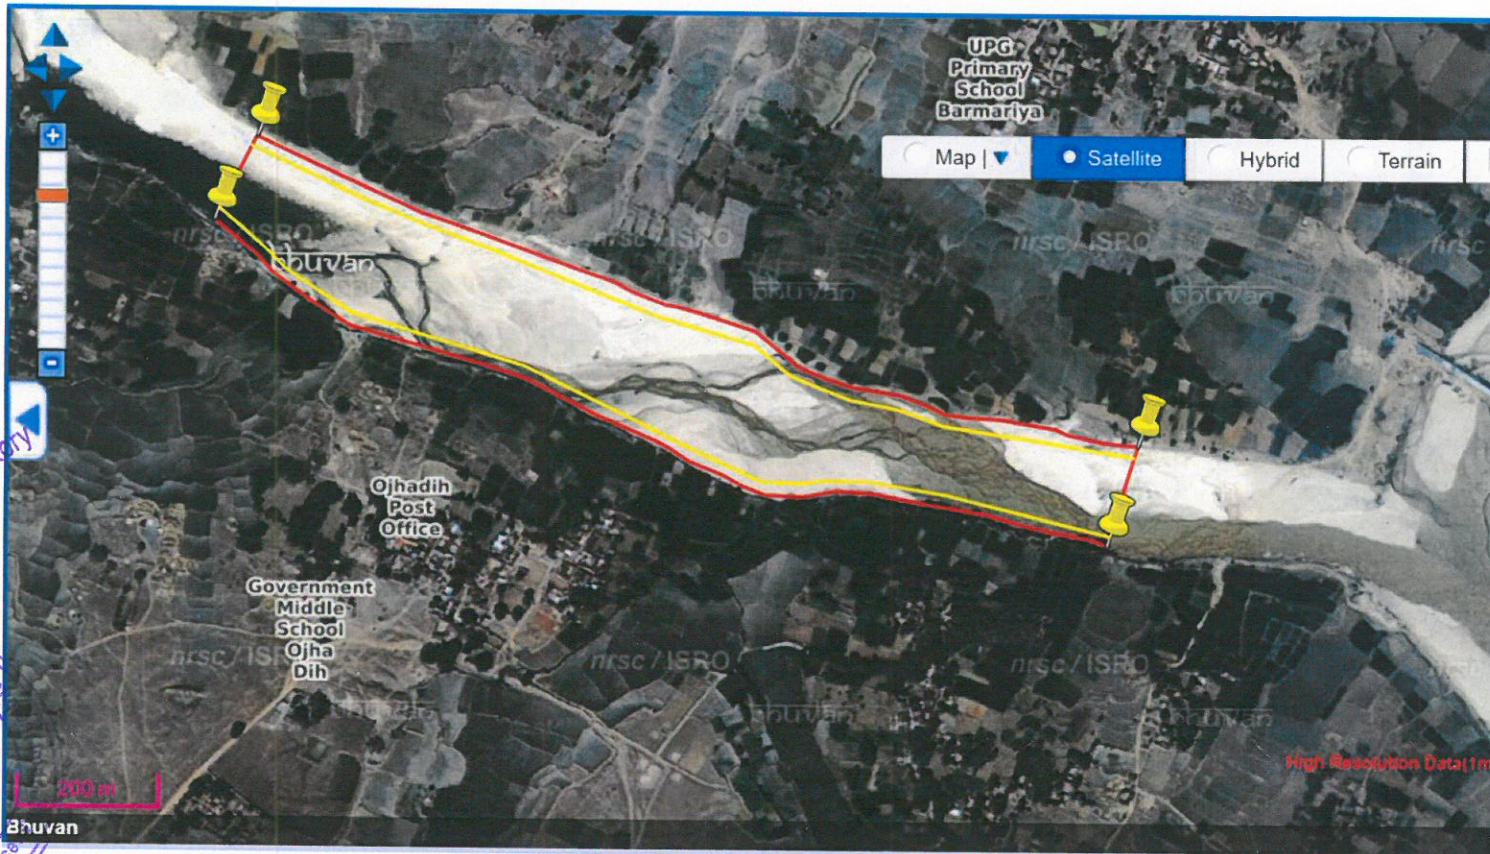 UPG
Primary
School
Barmariya
Map | ▼
Satellite
Hybrid
Terrain
nrsc / ISRO
nrsc / ISRO
nrsc / ISRO
nrsc
bhuvan
bhuvan
bhuvan
ory
Ojhadih
Post
Office
Government
Middle
School
Ojha
Dih
nrsc / ISRO
nrsc / ISRO
nrsc / ISRO
bhuvan
bhuvan
bhuvan
High Resolution Data(1m
200 m
Bhuvan